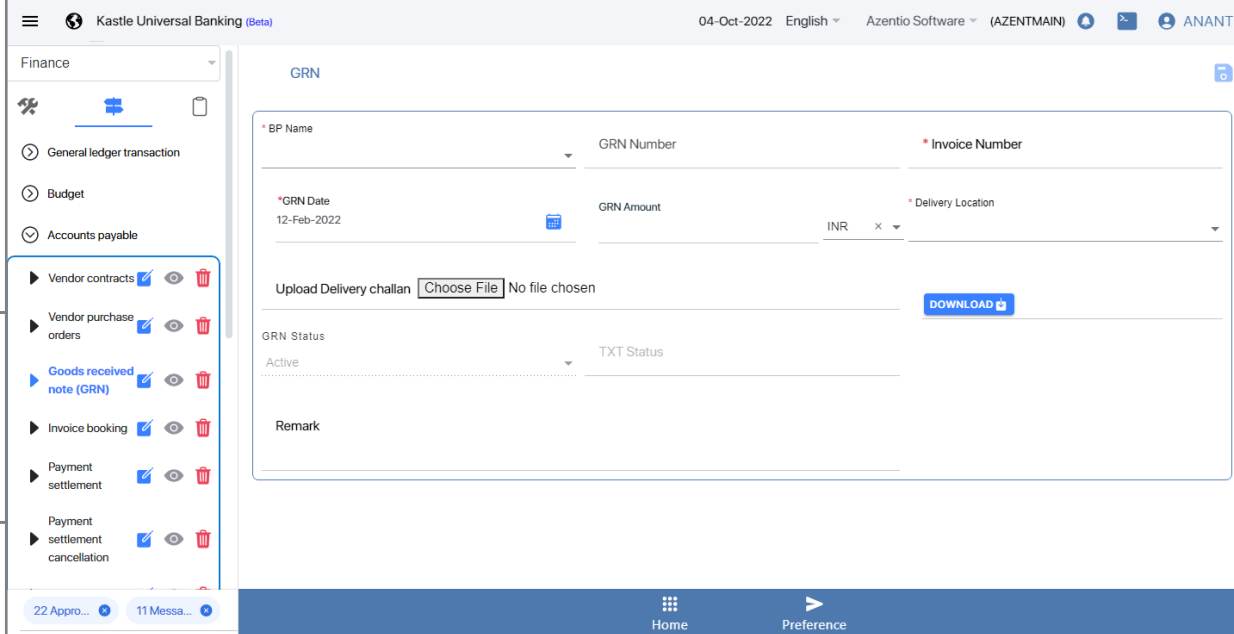 Kastle Universal Banking (Beta)
04-Oct-2022 English Azentio Software (AZENTMAIN) ANANT
Finance
General ledger transaction
Budget
Accounts payable
Vendor contracts
Vendor purchase
orders
Goods received
note (GRN)
Invoice booking
Payment
settlement
Payment
settlement
cancellation
22 Appro...
11 Messa...
GRN
* BP Name
GRN Number
* Invoice Number
*GRN Date
12-Feb-2022
GRN Amount
INR ×
* Delivery Location
Upload Delivery challan Choose File No file chosen
DOWNLOAD
GRN Status
Active
TXT Status
Remark
Home
Preference